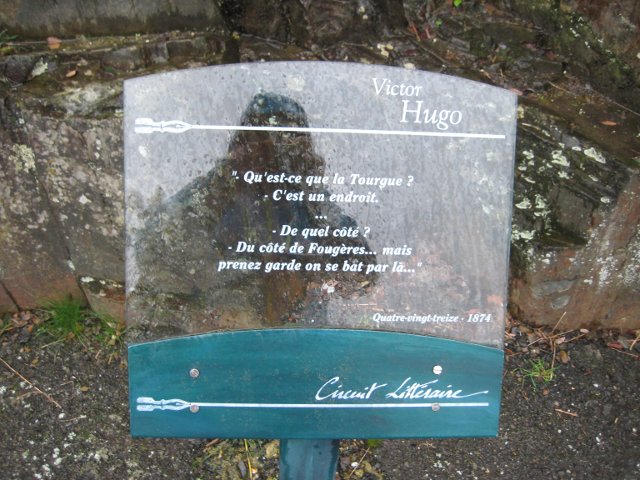 Victor
Hugo
" Qu'est-ce que la Tourgue ?
- C'est un endroit.
...
- De quel côté ?
- Du côté de Fougères... mais
prenez garde on se bat par là..."
Quatre-vingt-treize - 1874
Circuit Littéraire